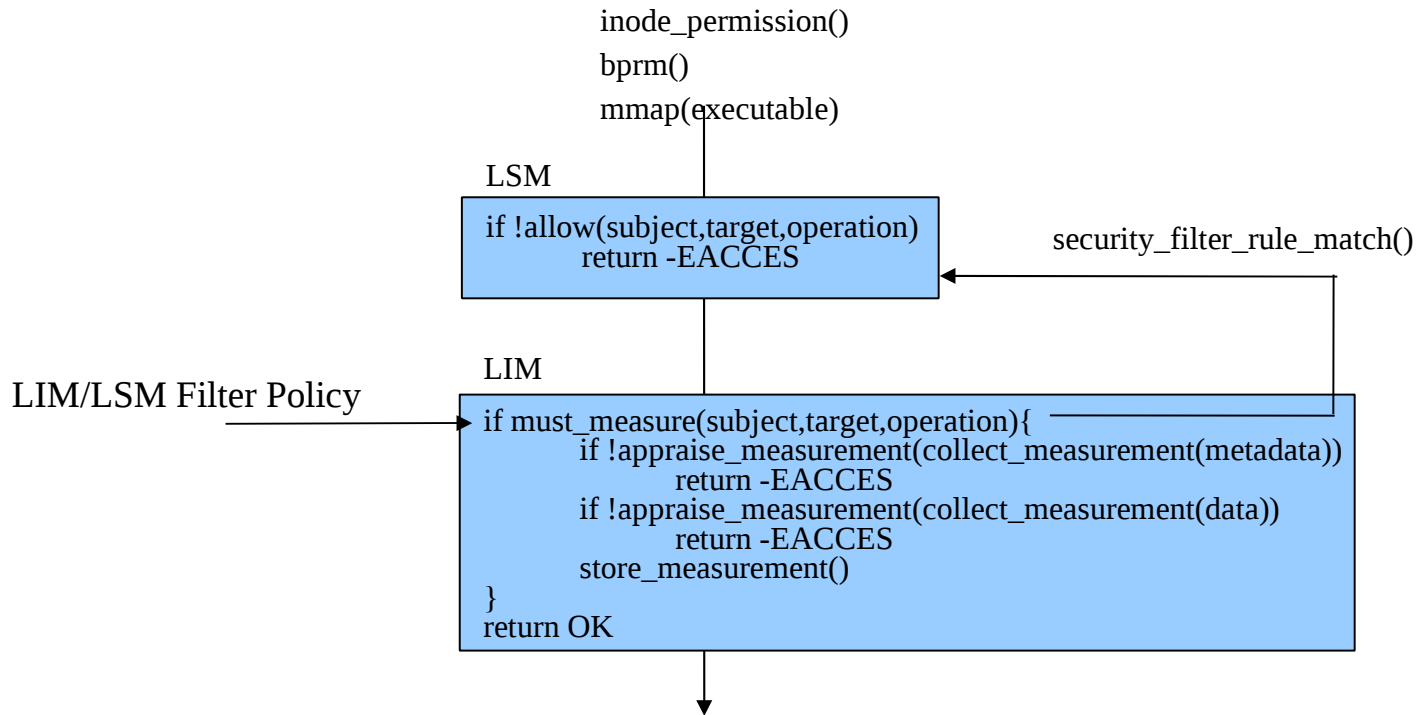 inode_permission()
bprm()
mmap(executable)
LSM
if !allow(subject,target,operation)
return -EACCES
security_filter_rule_match()
LIM
LIM/LSM Filter Policy
if must_measure(subject,target,operation){
if !appraise_measurement(collect_measurement(metadata))
return -EACCES
if !appraise_measurement(collect_measurement(data))
return -EACCES
store_measurement()
}
return OK